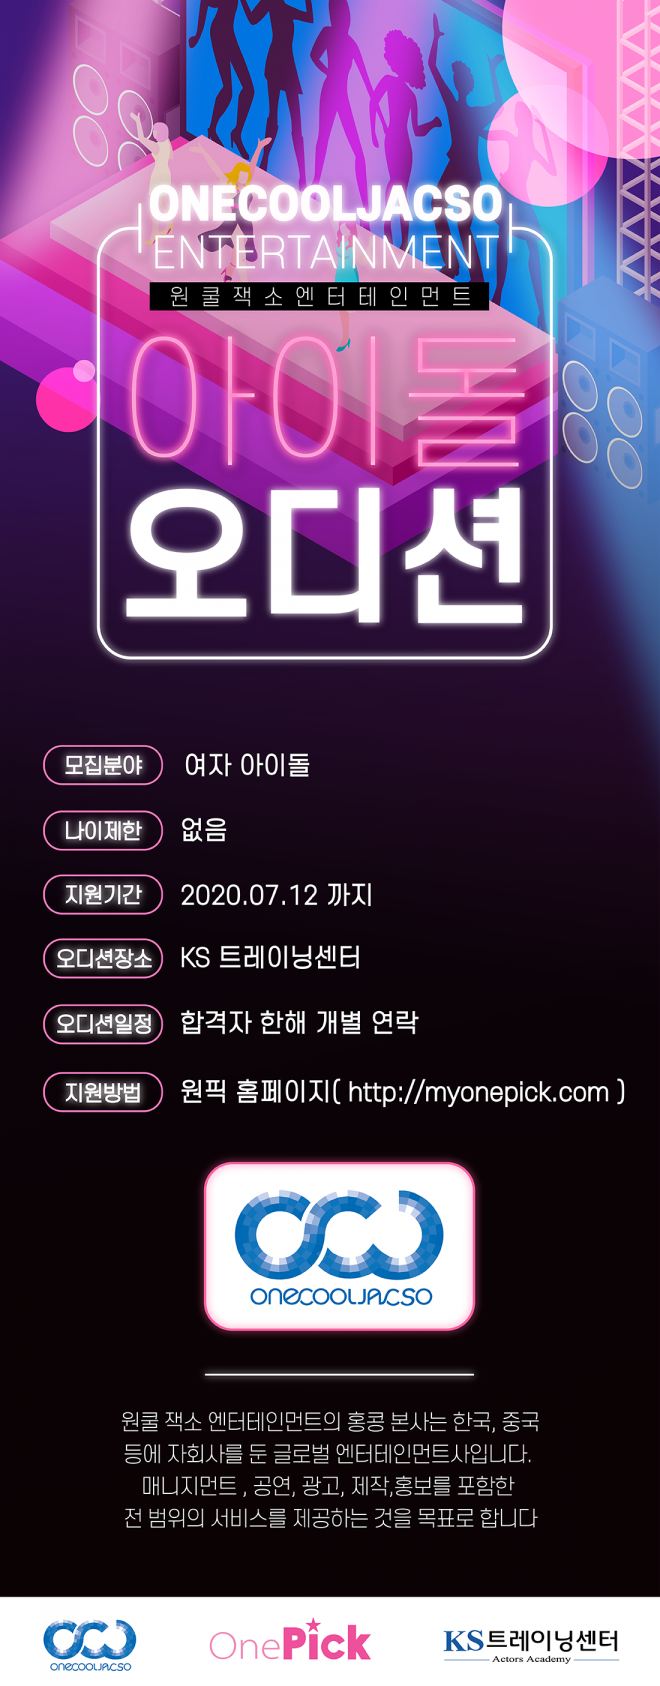 ONECOOLJACSO
ENTERTAINMENT
원쿨잭소엔터테인먼트
아이돌
오디션
모집분야 여자 아이돌
나이제한 없음
지원기간 2020.07.12 까지
오디션장소 KS 트레이닝센터
오디션일정 합격자 한해 개별 연락
지원방법 원픽 홈페이지( http://myonepick.com )
ONECOOLJACSO
원쿨 잭소 엔터테인먼트의 홍콩 본사는 한국, 중국
등에 자회사를 둔 글로벌 엔터테인먼트사입니다.
매니지먼트 , 공연, 광고, 제작,홍보를 포함한
전 범위의 서비스를 제공하는 것을 목표로 합니다
ONECOOLJACSO
OnePick
KS트레이닝센터
Actors Academy